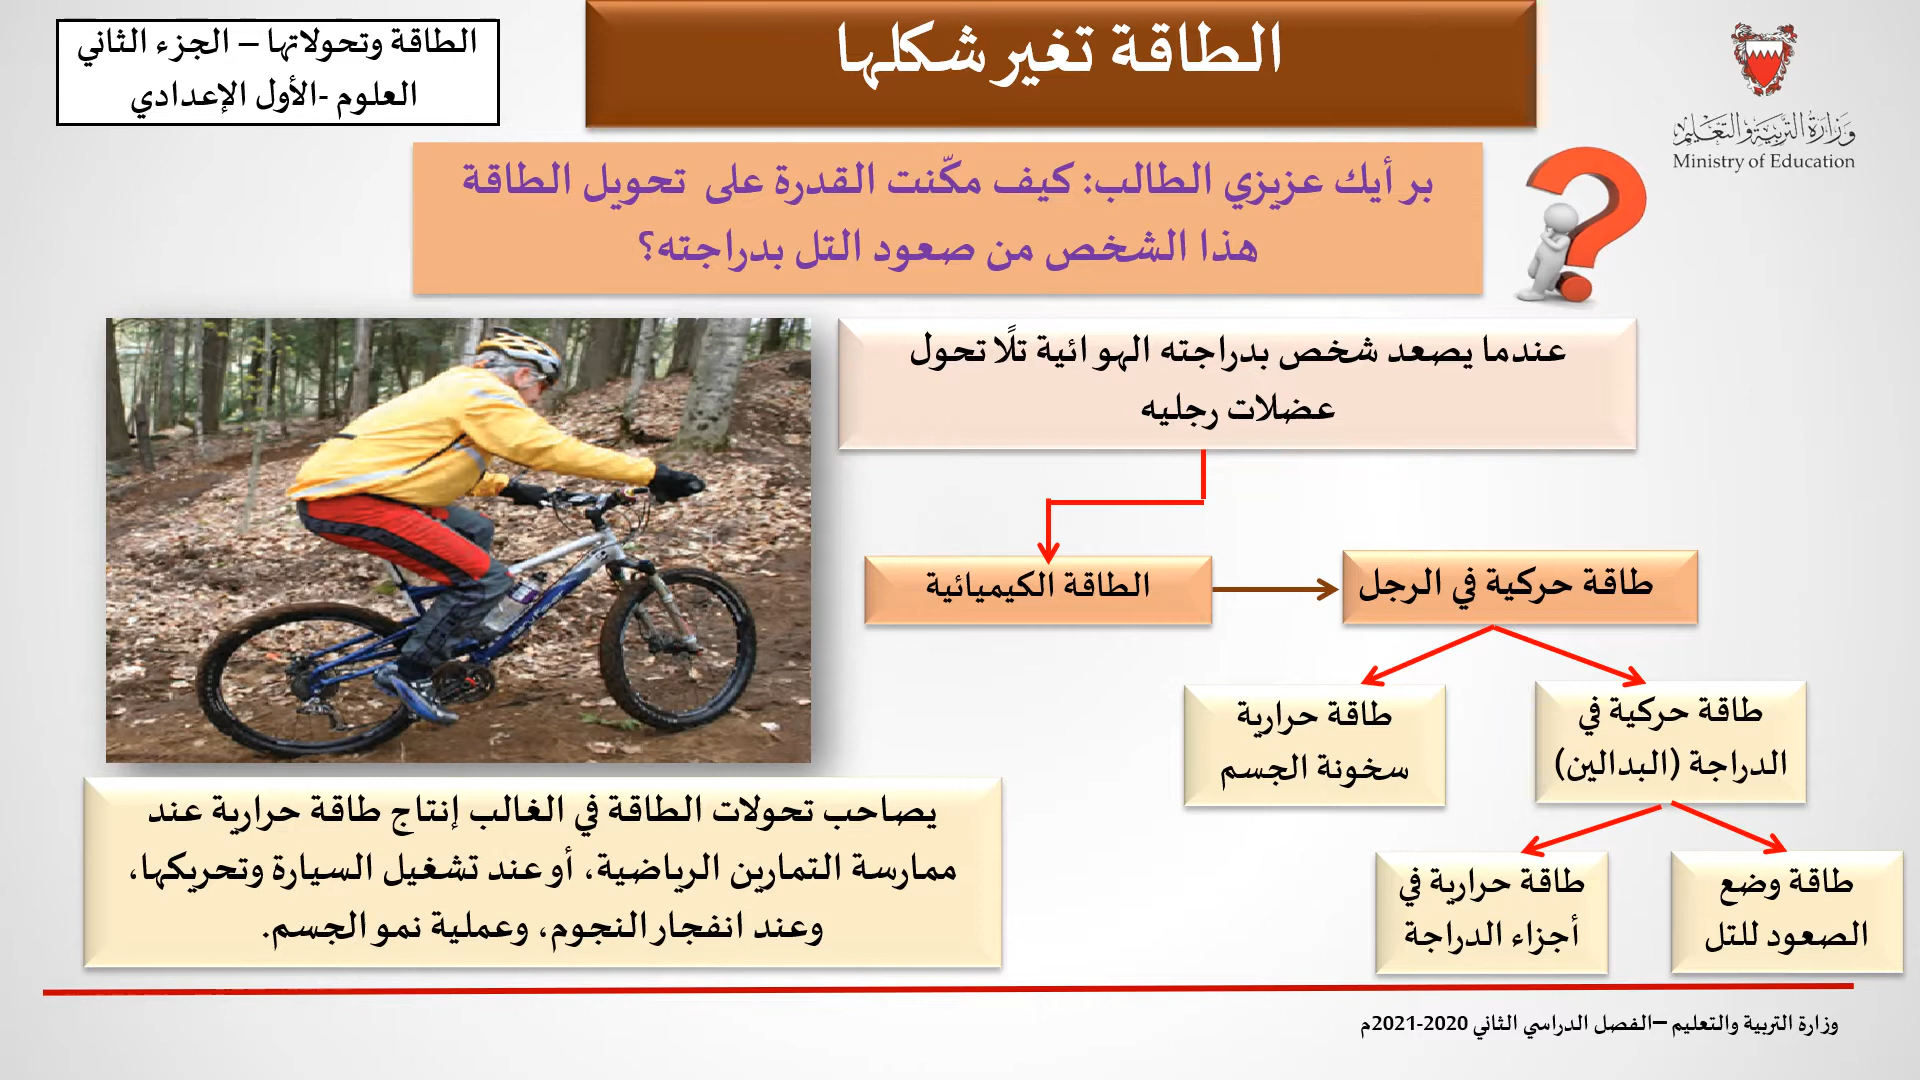 الطاقة تغير شكلها
الطاقة وتحولاتها – الجزء الثاني
العلوم -الأول الإعدادي
وزارة التربية والتعليم
Ministry of Education
برأيك عزيزي الطالب: كيف مكّنت القدرة على تحويل الطاقة
هذا الشخص من صعود التل بدراجته؟
عندما يصعد شخص بدراجته الهوائية تلًا تحول
عضلات رجليه
الطاقة الكيميائية
طاقة حركية في الرجل
طاقة حركية في
الدراجة (البدالين)
طاقة حرارية
سخونة الجسم
طاقة وضع
الصعود للتل
طاقة حرارية في
أجزاء الدراجة
يصاحب تحولات الطاقة في الغالب إنتاج طاقة حرارية عند
ممارسة التمارين الرياضية، أو عند تشغيل السيارة وتحريكها،
وعند انفجار النجوم، وعملية نمو الجسم.
وزارة التربية والتعليم –الفصل الدراسي الثاني 2020-2021م